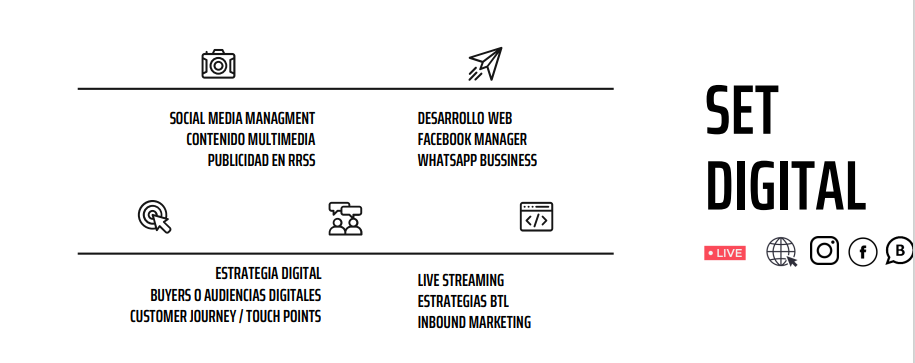 SOCIAL MEDIA MANAGMENT
CONTENIDO MULTIMEDIA
PUBLICIDAD EN RRSS
DESARROLLO WEB
FACEBOOK MANAGER
WHATSAPP BUSSINESS
ESTRATEGIA DIGITAL
BUYERS O AUDIENCIAS DIGITALES
CUSTOMER JOURNEY / TOUCH POINTS
LIVE STREAMING
ESTRATEGIAS BTL
INBOUND MARKETING
SET
DIGITAL
LIVE